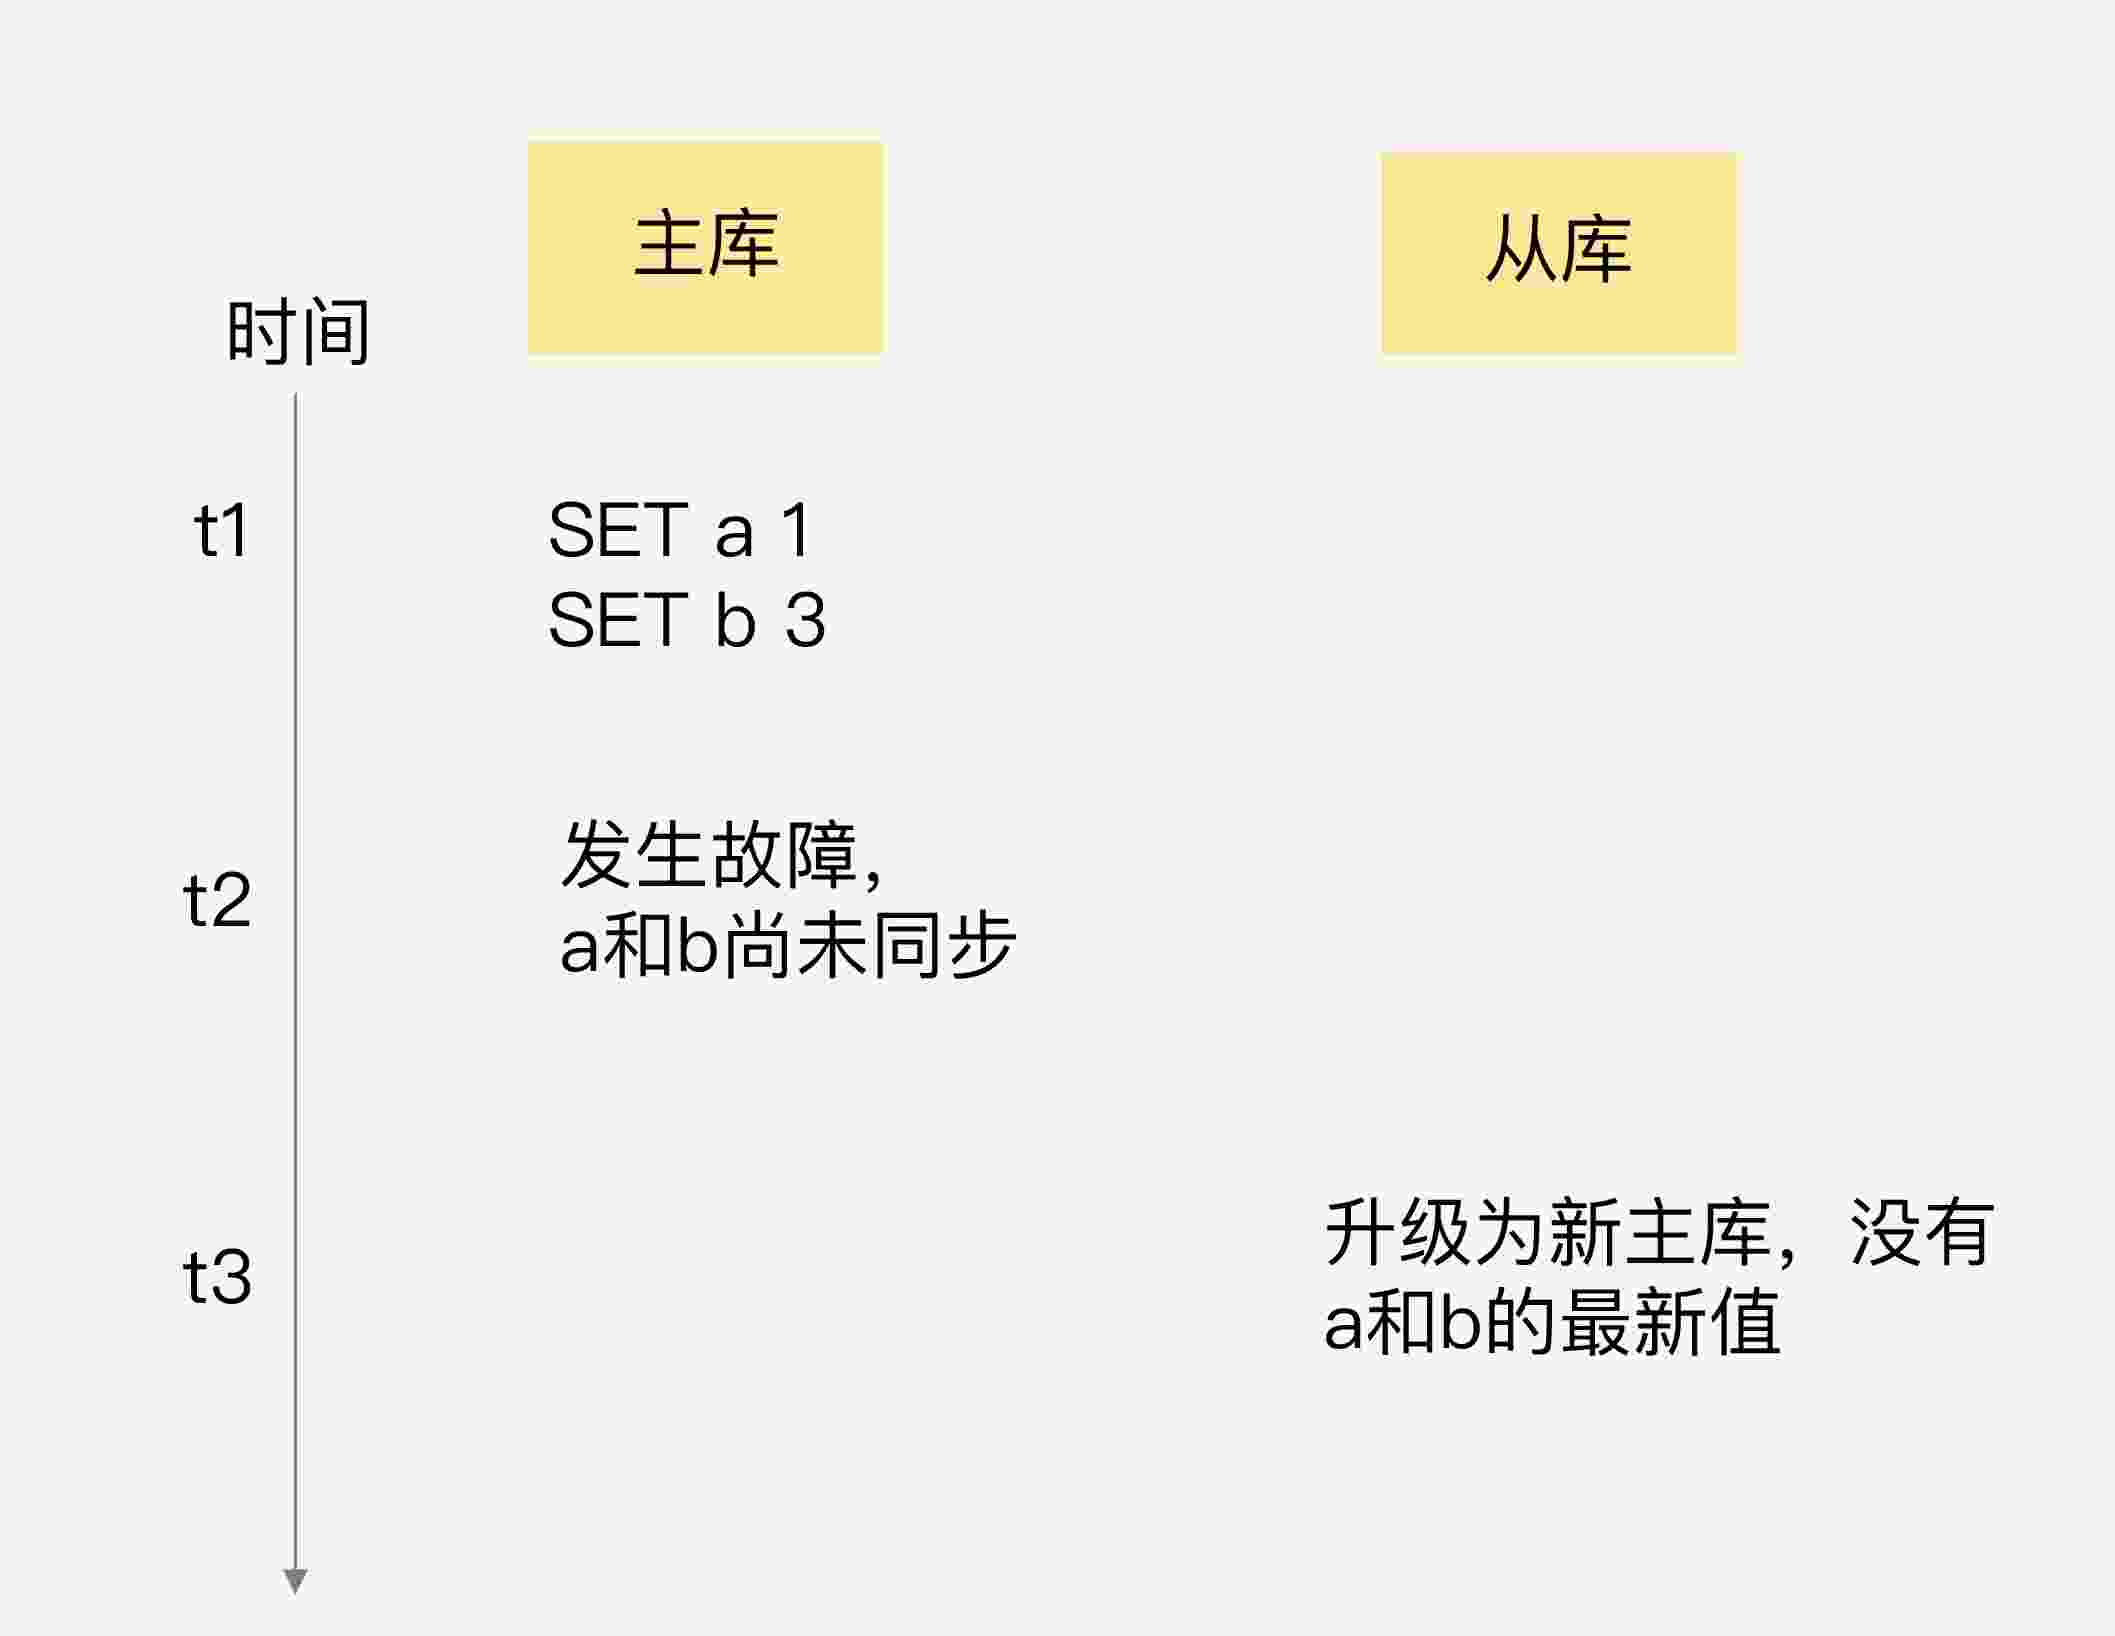 主库
从库
时间
t1
SET a 1
SET b 3
t2
发生故障，
a和b尚未同步
t3
升级为新主库，没有
a和b的最新值